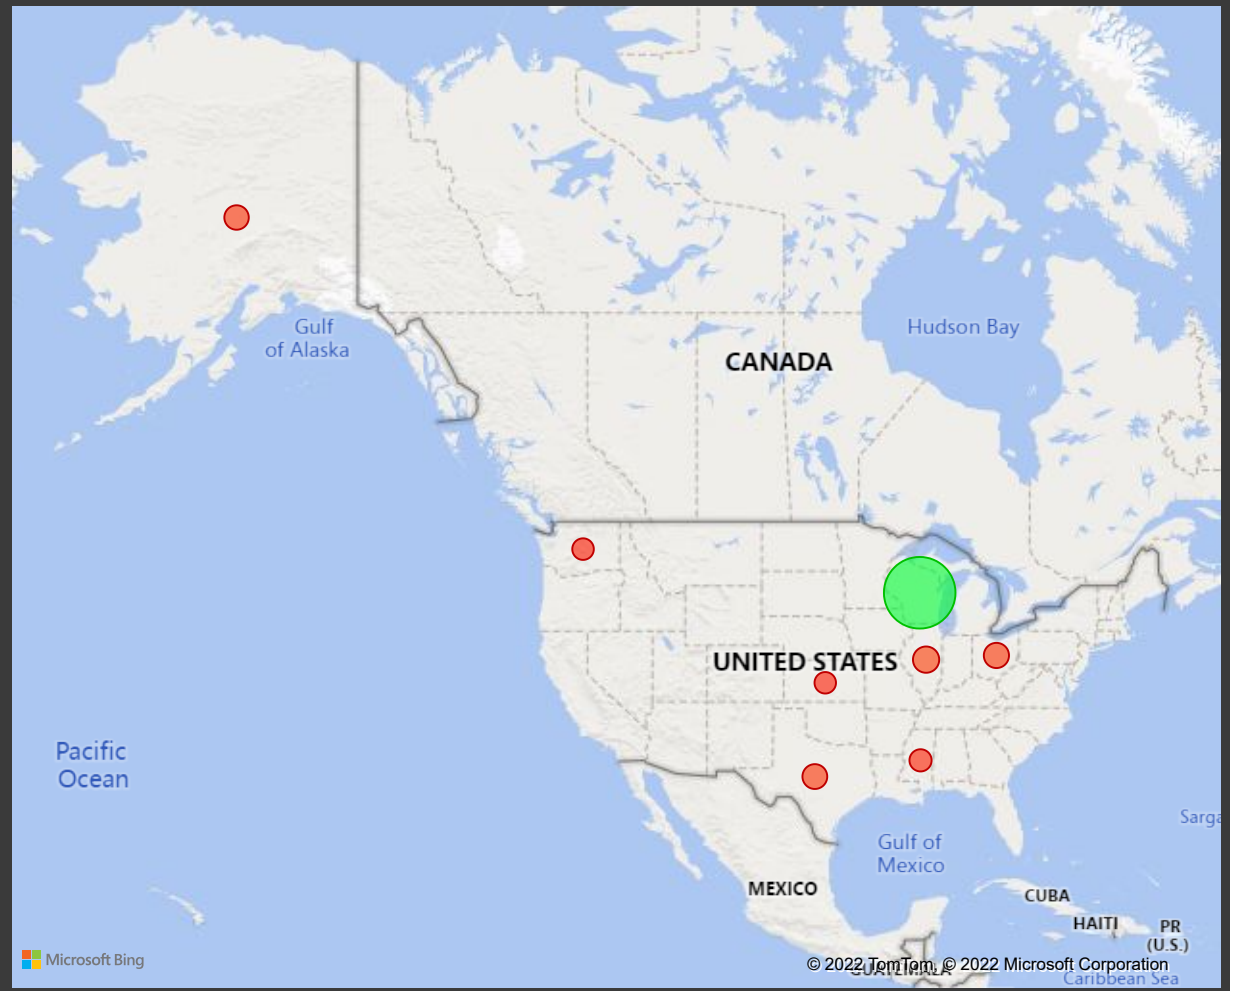 Gulf
of Alaska
Hudson Bay
CANADA
UNITED STATES
Pacific
Ocean
Sarga
Gulf of
Mexico
MEXICO
CUBA
HAITI
PR
(U.S.)
Microsoft Bing
© 2022 TomTom, © 2022 Microsoft Corporation
GUATEMALA
Caribbean Sea